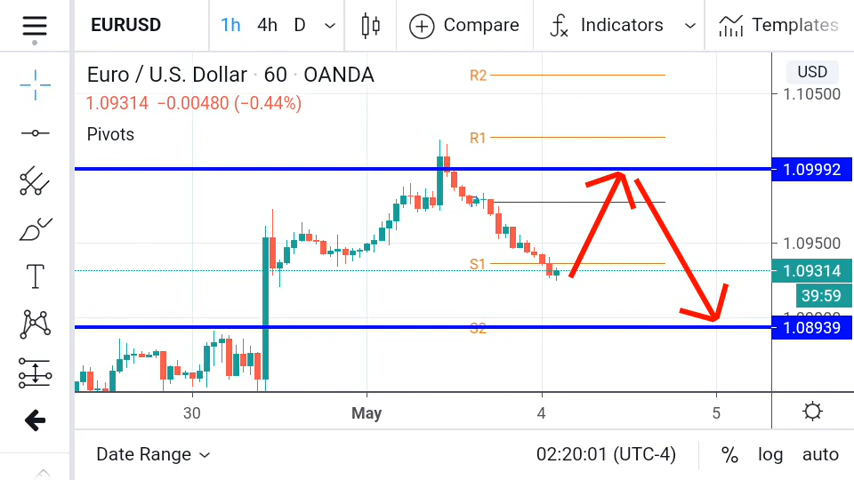 EURUSD 1h 4h D Compare Indicators Templates
Euro / U.S. Dollar · 60 · OANDA
1.09314 −0.00480 (−0.44%)
Pivots
R2
R1
P
S1
S2
USD
1.10500
1.09992
1.09500
1.09314
39:59
1.08939
30 May 4 5
Date Range 02:20:01 (UTC-4) % log auto